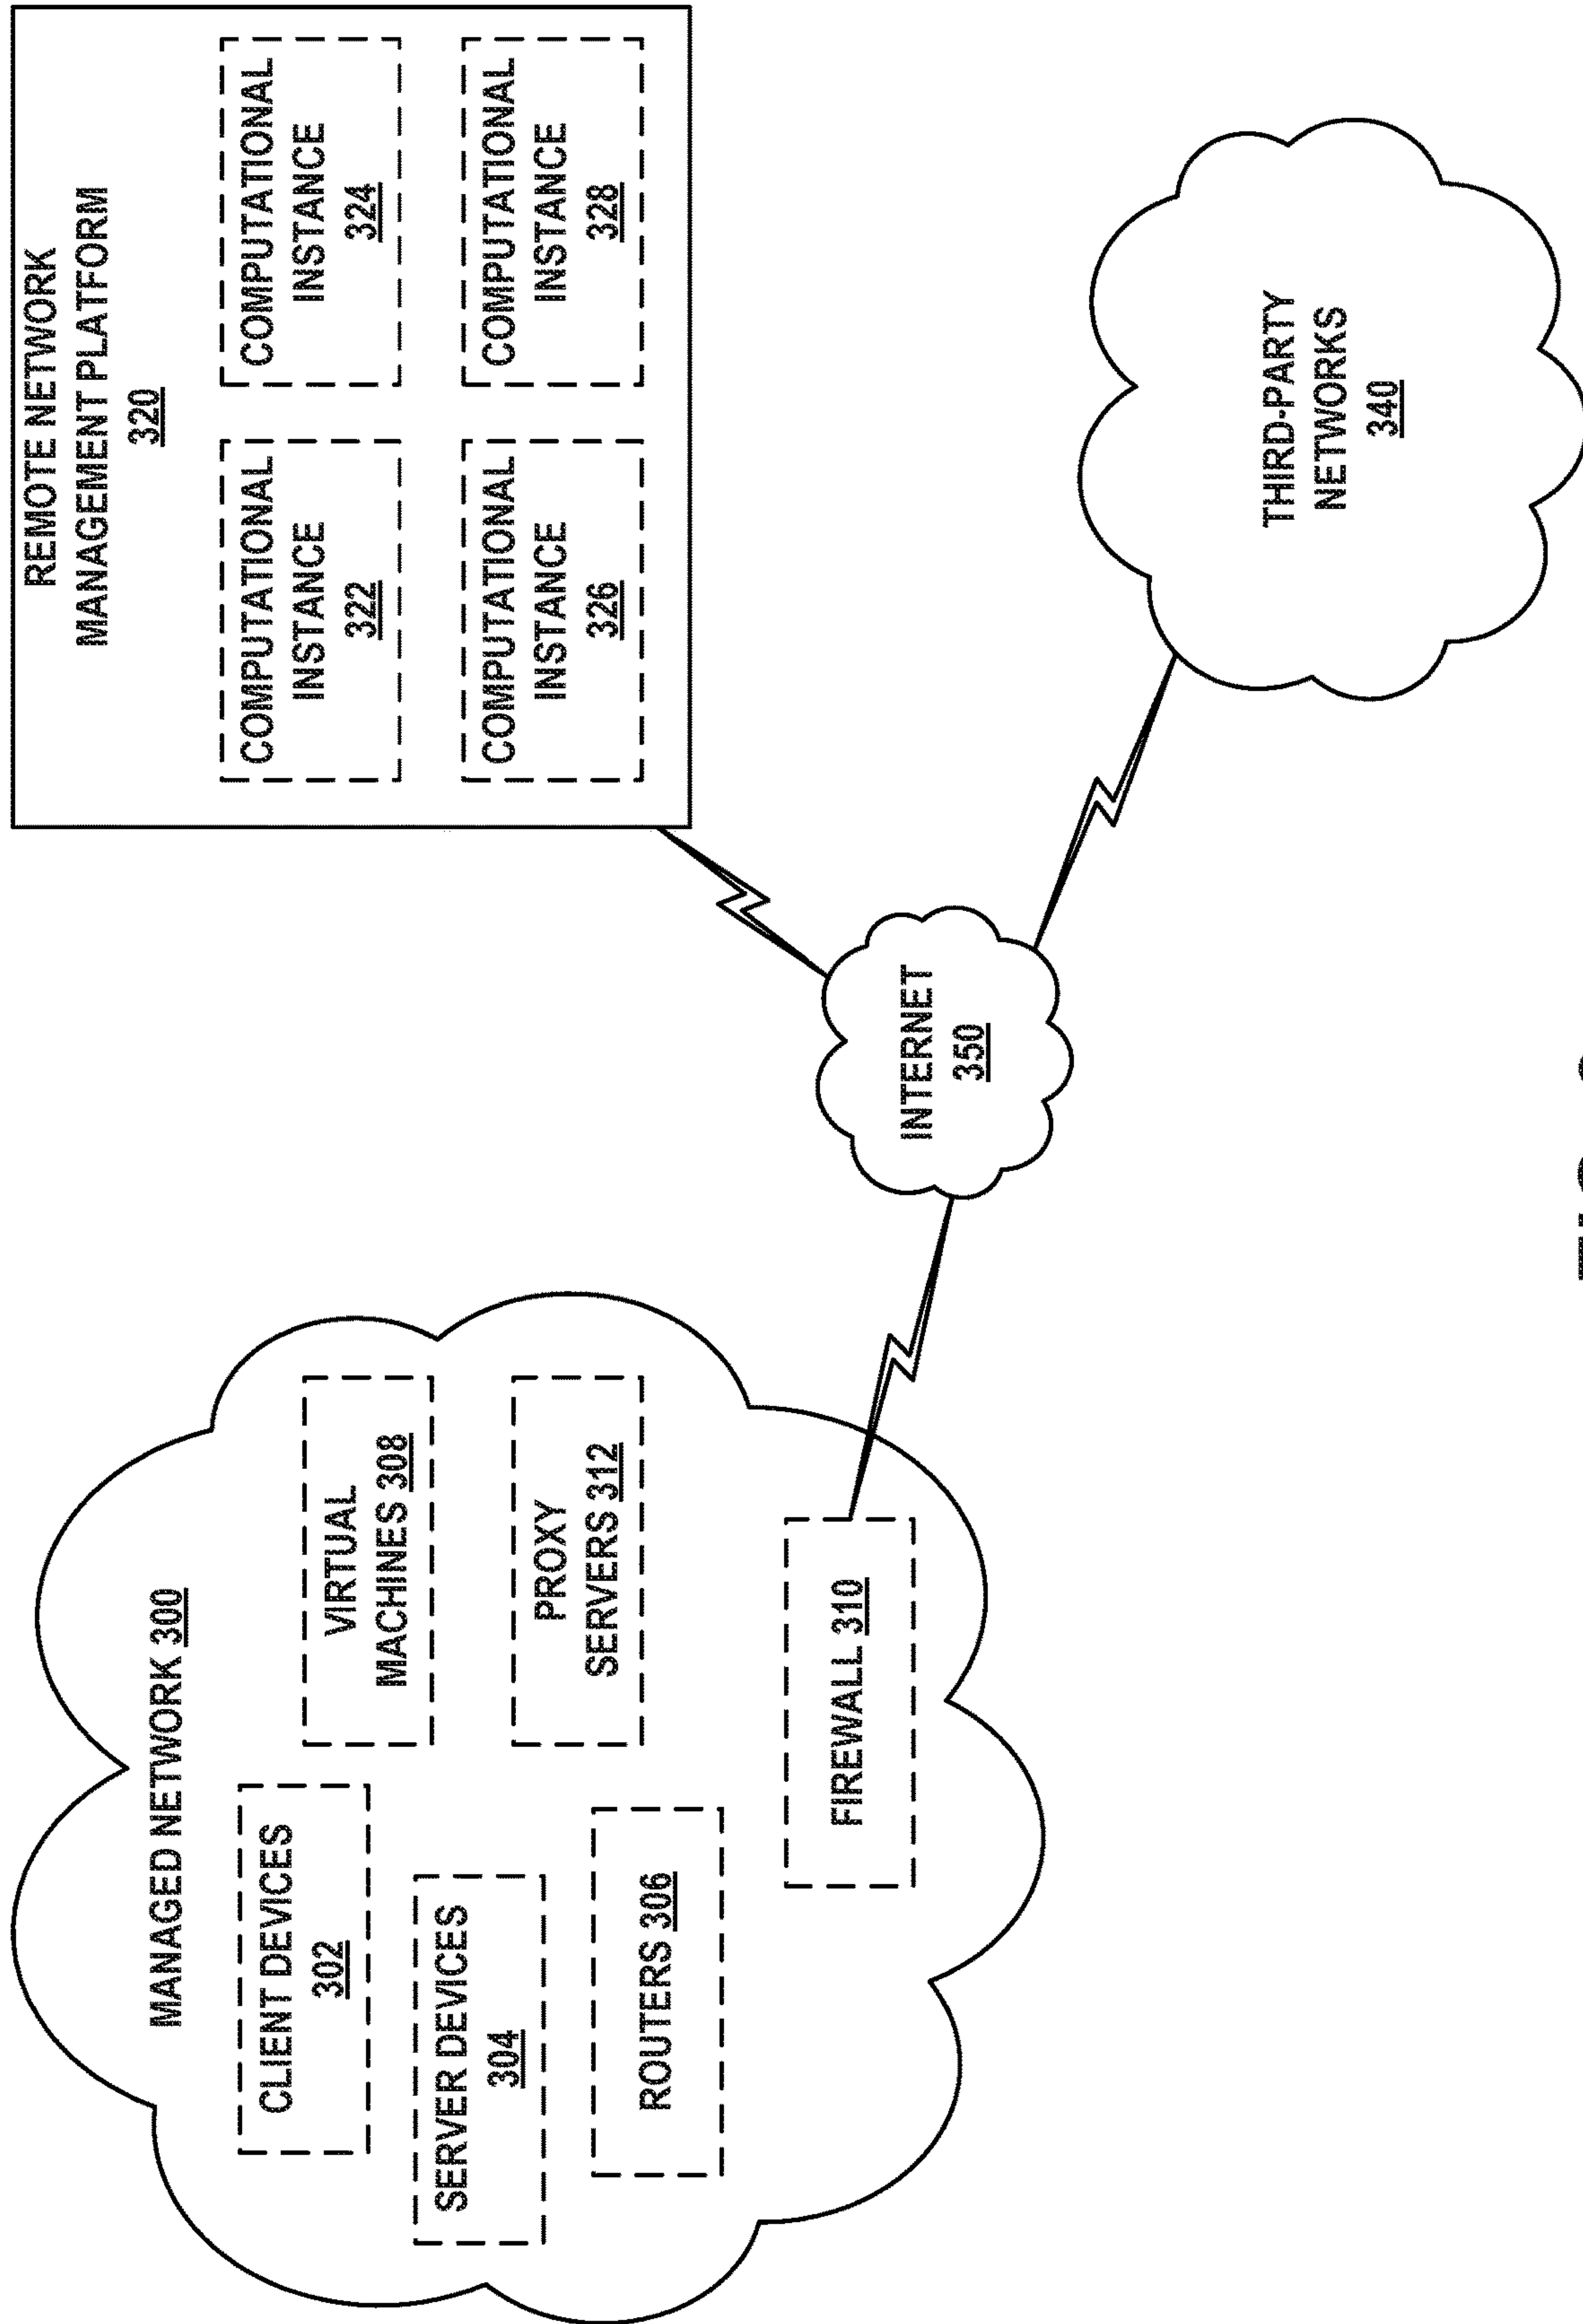 MANAGED NETWORK 300
CLIENT DEVICES
302
SERVER DEVICES
304
ROUTERS 306
VIRTUAL
MACHINES 308
PROXY
SERVERS 312
FIREWALL 310
INTERNET
350
REMOTE NETWORK
MANAGEMENT PLATFORM
320
COMPUTATIONAL
INSTANCE
322
COMPUTATIONAL
INSTANCE
324
COMPUTATIONAL
INSTANCE
326
COMPUTATIONAL
INSTANCE
328
THIRD-PARTY
NETWORKS
340